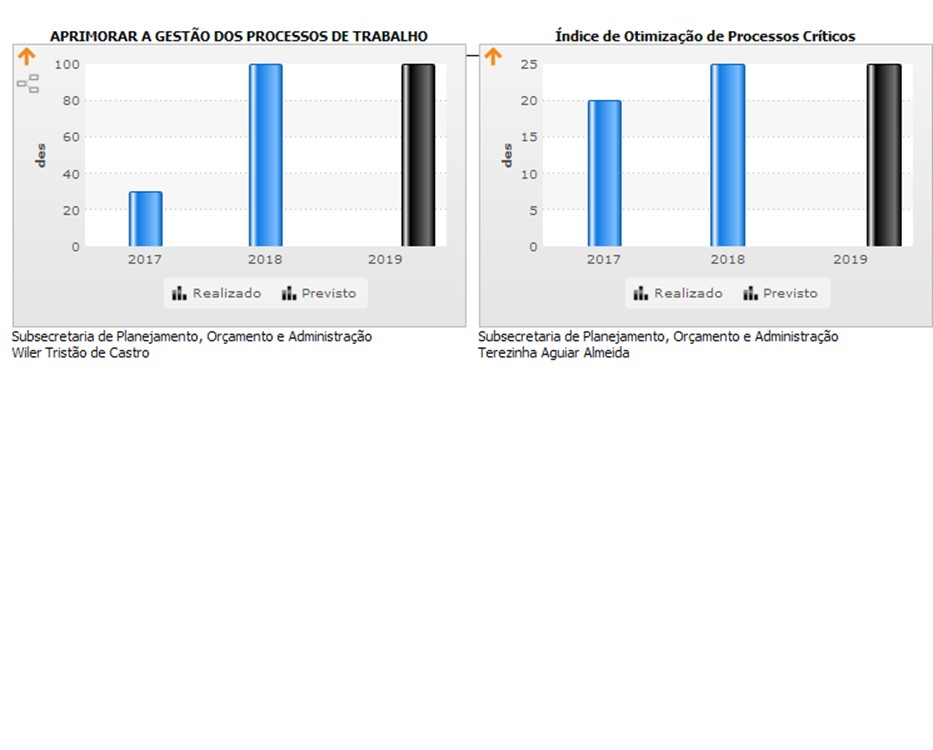 APRIMORAR A GESTÃO DOS PROCESSOS DE TRABALHO
des
100
80
60
40
20
0
2017 2018 2019
Realizado Previsto
Subsecretaria de Planejamento, Orçamento e Administração
Wiler Tristão de Castro
Índice de Otimização de Processos Críticos
des
25
20
15
10
5
0
2017 2018 2019
Realizado Previsto
Subsecretaria de Planejamento, Orçamento e Administração
Terezinha Aguiar Almeida